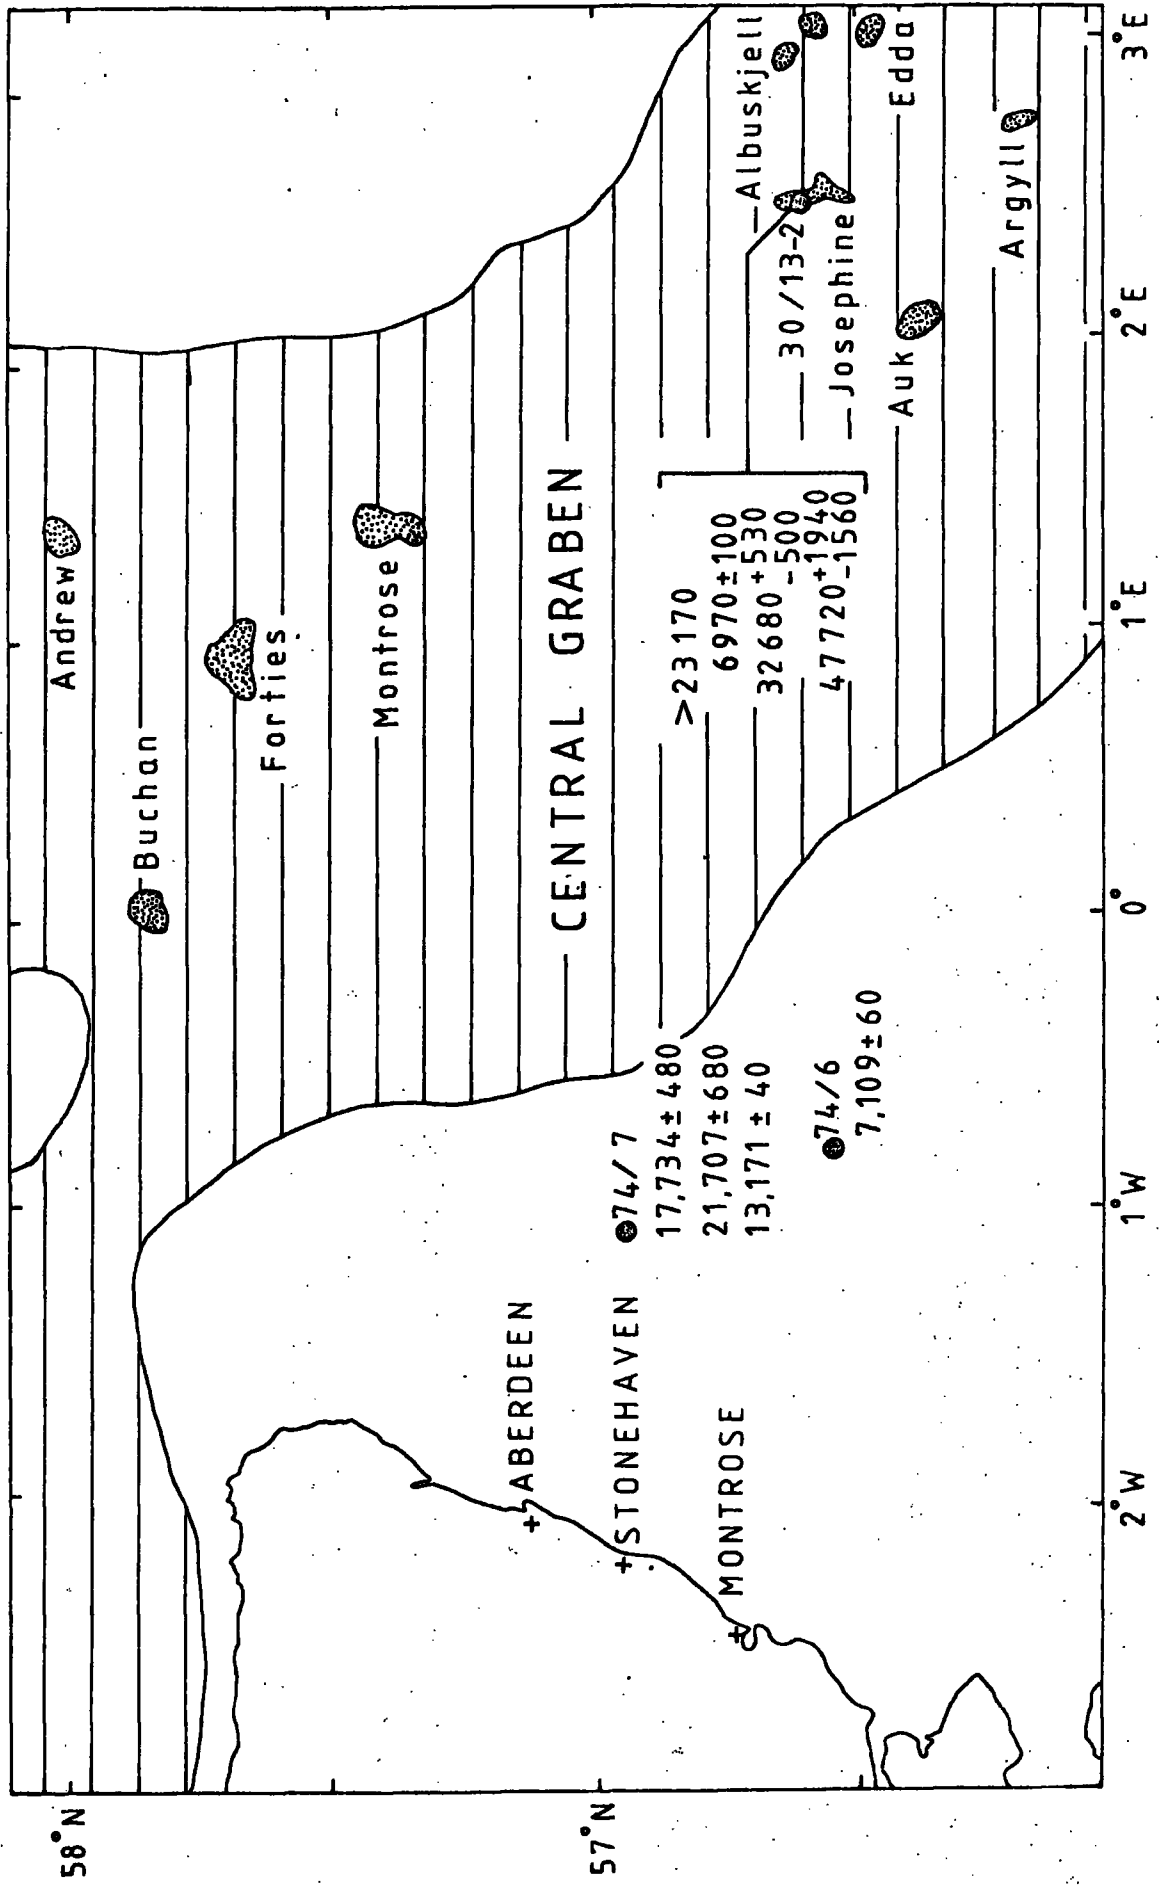 58°N
57°N
Andrew
Buchan
Forties
Montrose
CENTRAL GRABEN
>23170
6970±100
32680+530
-500
47720+1940
-1560
Albuskjell
30/13-2
Josephine
Auk
Edda
Argyll
ABERDEEN
STONEHAVEN
MONTROSE
74/7
17,734±480
21,707±680
13,171±40
74/6
7,109±60
2°W
1°W
0°
1°E
2°E
3°E